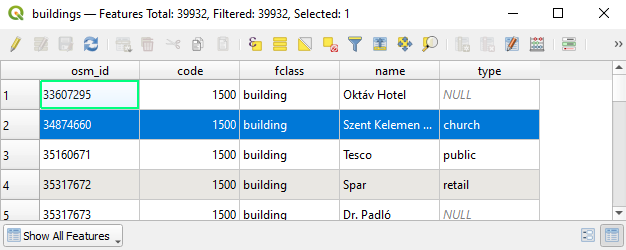 buildings — Features Total: 39932, Filtered: 39932, Selected: 1
osm_id code fclass name type
1 33607295 1500 building Oktáv Hotel NULL
2 34874660 1500 building Szent Kelemen ... church
3 35160671 1500 building Tesco public
4 35317672 1500 building Spar retail
5 35317673 1500 building Dr. Padló NULL
Show All Features